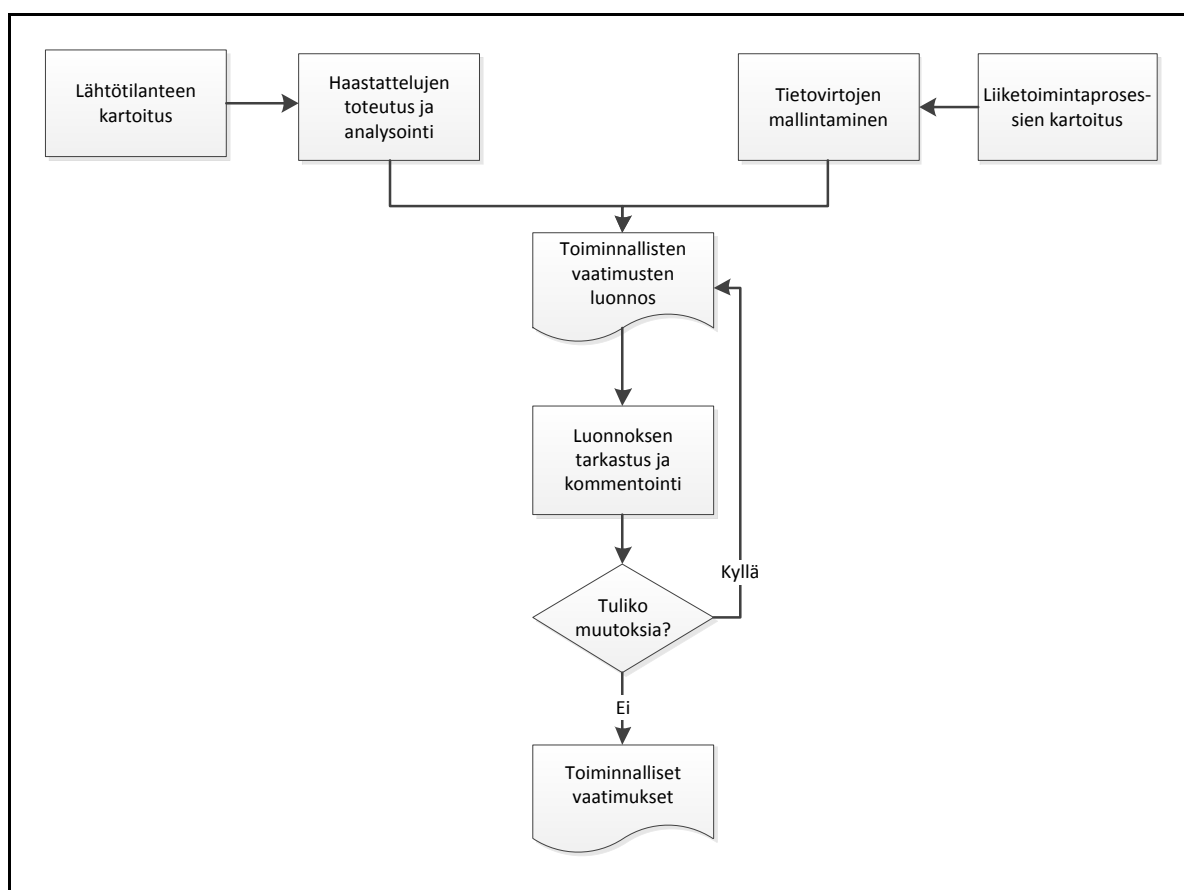 Lähtötilanteen
kartoitus
Haastattelujen
toteutus ja
analysointi
Tietovirtojen
mallintaminen
Liiketoimintaproses-
sien kartoitus
Toiminnallisten
vaatimusten
luonnos
Luonnoksen
tarkastus ja
kommentointi
Kyllä
Tuliko
muutoksia?
Ei
Toiminnalliset
vaatimukset